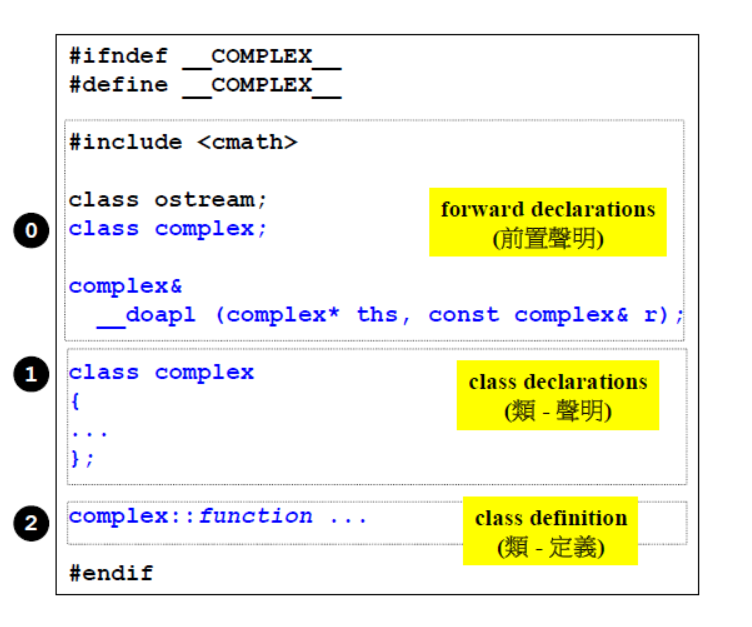 #ifndef __COMPLEX__
#define __COMPLEX__
#include <cmath>
class ostream;
0
class complex;
forward declarations
(前置聲明)
complex&
__doapl (complex* ths, const complex& r);
1
class complex
{
...
};
class declarations
(類 - 聲明)
2
complex::function ...
class definition
(類 - 定義)
#endif